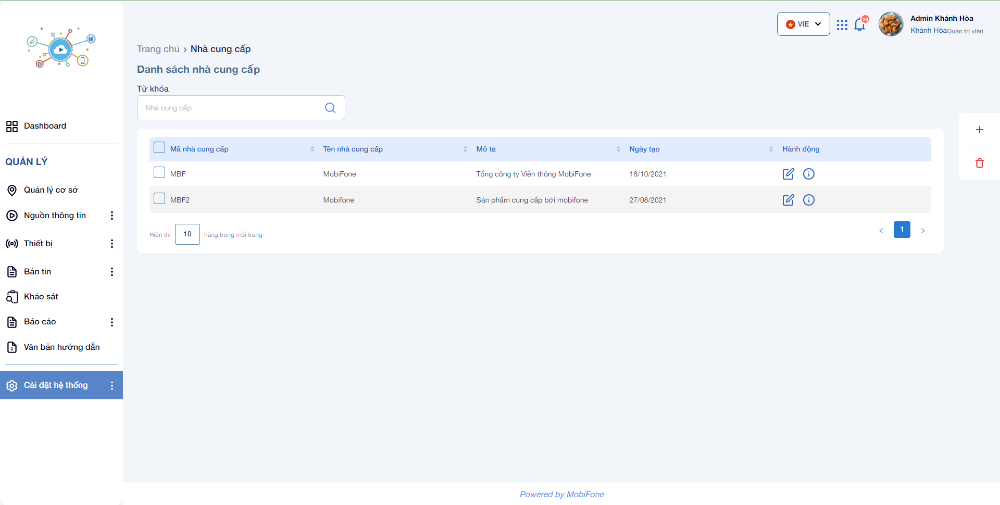 VIE
74
Admin Khánh Hòa
Khánh Hòa Quản trị viên
Trang chủ › Nhà cung cấp
Danh sách nhà cung cấp
Từ khóa
Nhà cung cấp
Dashboard
QUẢN LÝ
Quản lý cơ sở
Nguồn thông tin
Thiết bị
Bản tin
Khảo sát
Báo cáo
Văn bản hướng dẫn
Cài đặt hệ thống
Mã nhà cung cấp Tên nhà cung cấp Mô tả Ngày tạo Hành động
MBF MobiFone Tổng công ty Viễn thông MobiFone 18/10/2021
MBF2 Mobifone Sản phẩm cung cấp bởi mobifone 27/08/2021
Hiển thị 10 hàng trong mỗi trang
< 1 >
Powered by MobiFone